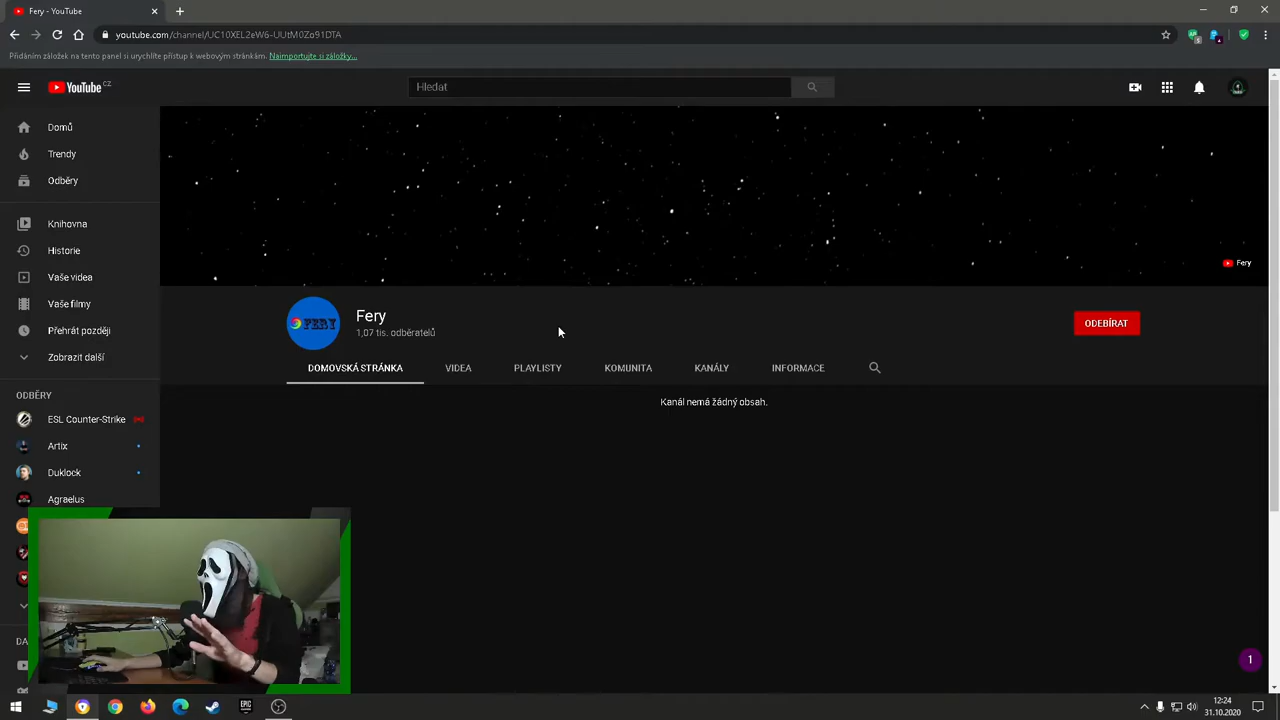 Fery - YouTube
youtube.com/channel/UC10XEL2eW6-UUtM0Zo91DTA
Přidáním záložek na tento panel si urychlíte přístup k webovým stránkám. Naimportujte si záložky...
YouTube CZ
Hledat
Domů
Trendy
Odběry
Knihovna
Historie
Vaše videa
Vaše filmy
Přehrát později
Zobrazit další
ODBĚRY
ESL Counter-Strike
Artix
Duklock
Agraelus
DA
Fery
FERY
Fery
1,07 tis. odběratelů
ODEBÍRAT
DOMOVSKÁ STRÁNKA VIDEA PLAYLISTY KOMUNITA KANÁLY INFORMACE
Kanál nemá žádný obsah.
1
EPIC
12:24
31.10.2020